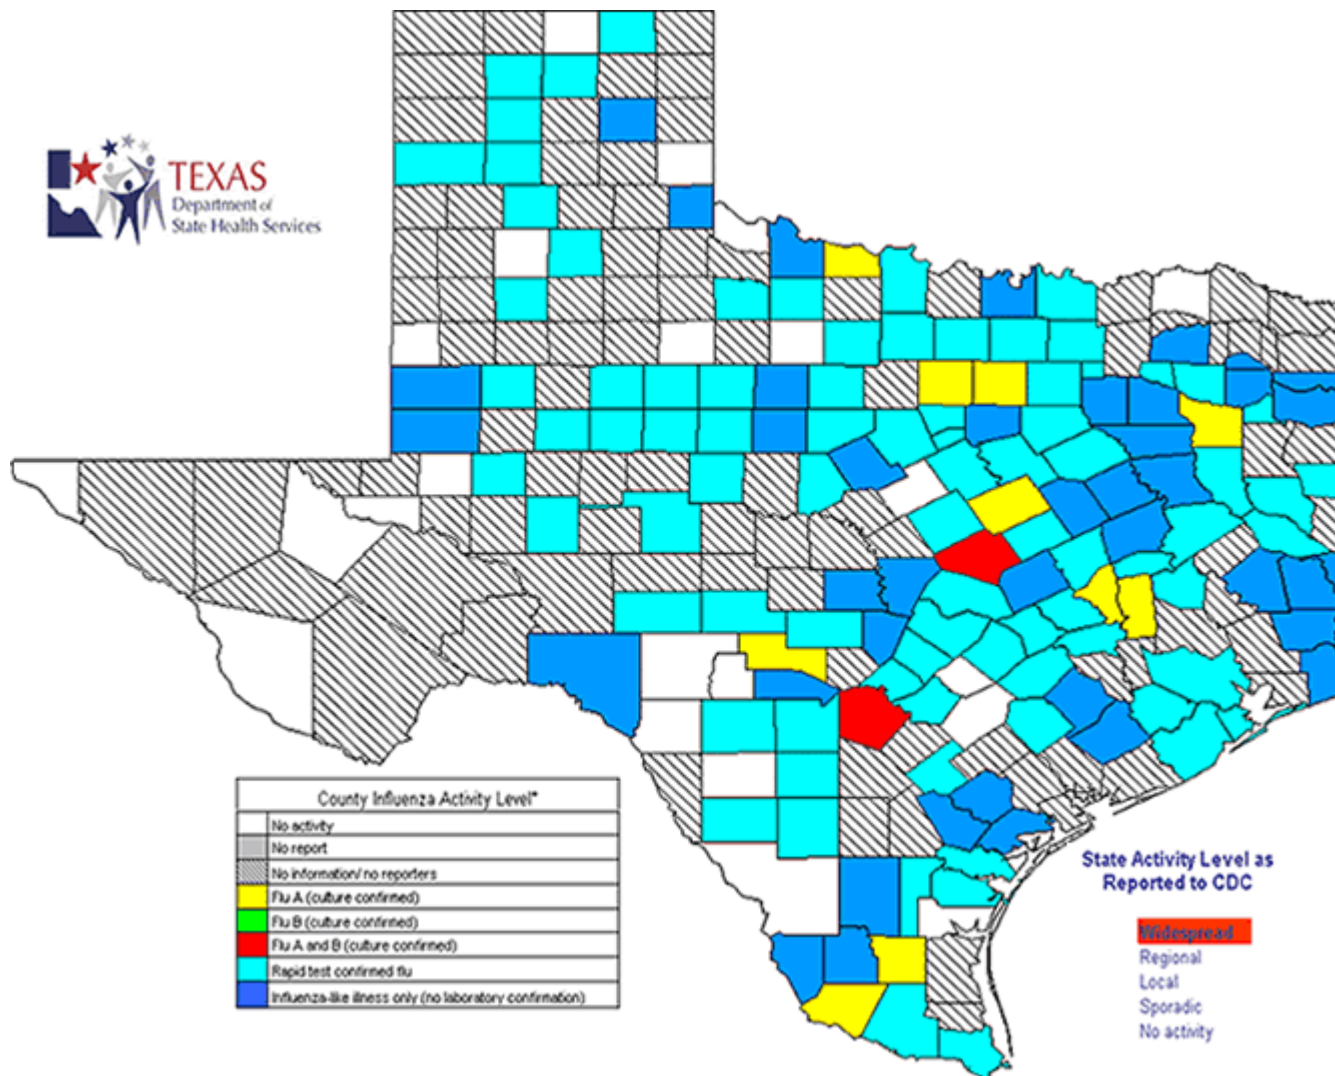 TEXAS
Department of
State Health Services
County Influenza Activity Level*
No activity
No report
No information/ no reporters
Flu A (culture confirmed)
Flu B (culture confirmed)
Flu A and B (culture confirmed)
Rapid test confirmed flu
Influenza-like illness only (no laboratory confirmation)
State Activity Level as
Reported to CDC
Widespread
Regional
Local
Sporadic
No activity